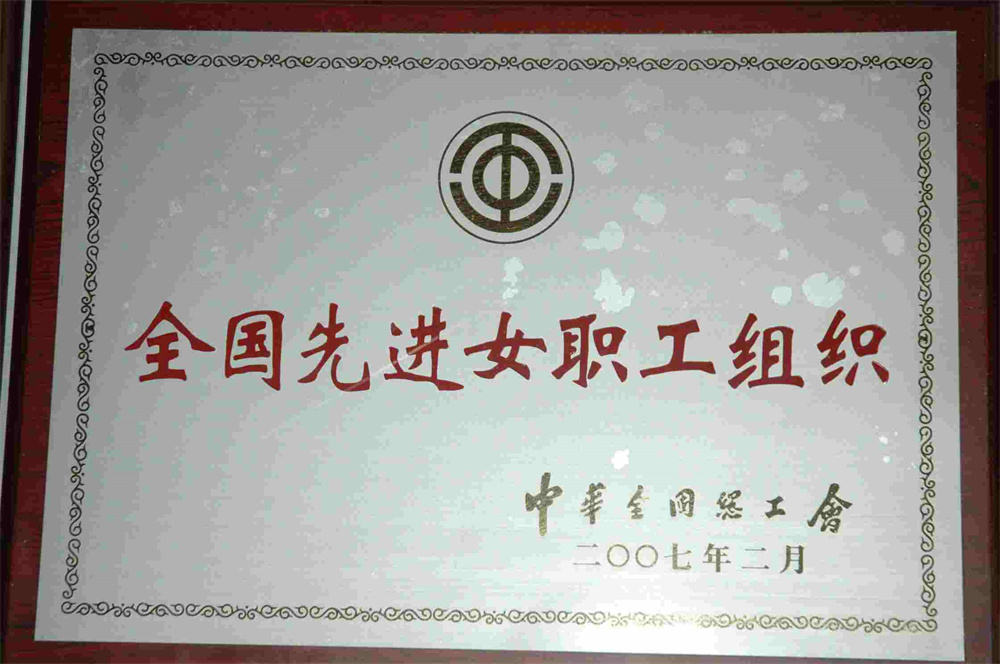 全国先进女职工组织
中华全国总工會
二〇〇七年二月